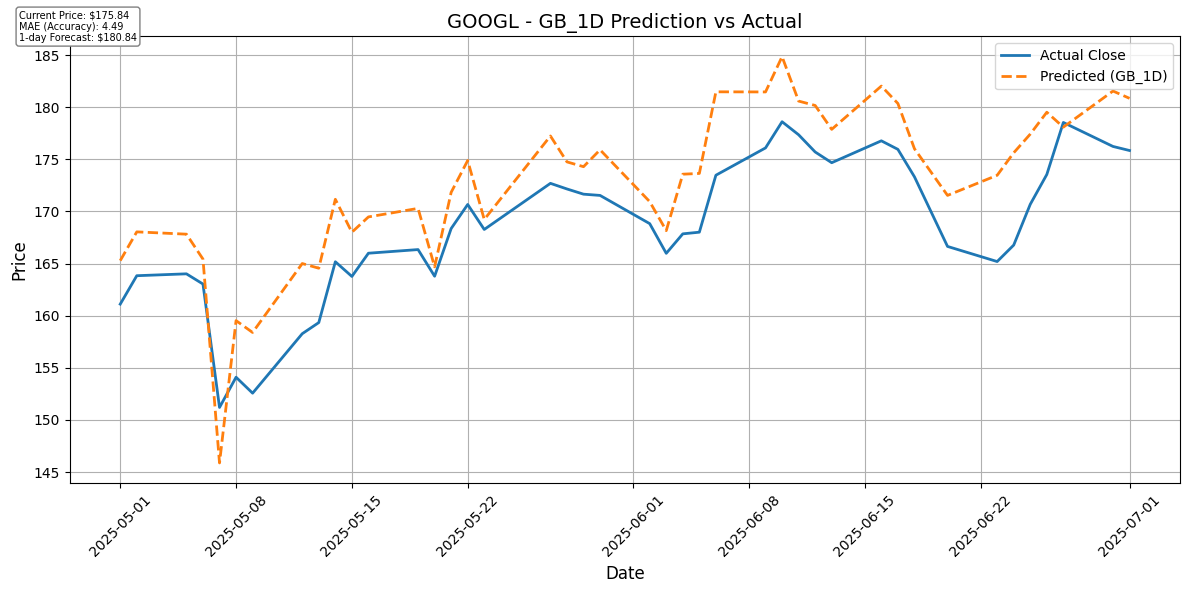 Current Price: $175.84
MAE (Accuracy): 4.49
1-day Forecast: $180.84
GOOGL - GB_1D Prediction vs Actual
Actual Close
Predicted (GB_1D)
Price
185
180
175
170
165
160
155
150
145
2025-05-01
2025-05-08
2025-05-15
2025-05-22
2025-06-01
2025-06-08
2025-06-15
2025-06-22
2025-07-01
Date